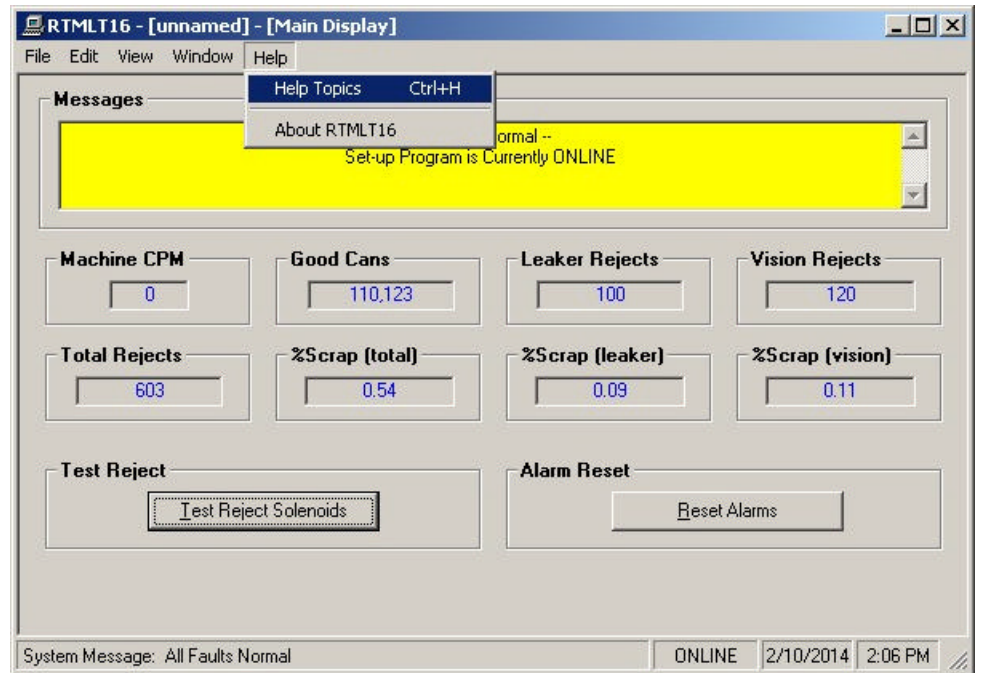 RTMLT16 - [unnamed] - [Main Display]
File Edit View Window Help
Help Topics Ctrl+H
About RTMLT16
Messages
ormal --
Set-up Program is Currently ONLINE
Machine CPM
0
Good Cans
110,123
Leaker Rejects
100
Vision Rejects
120
Total Rejects
603
%Scrap (total)
0.54
%Scrap (leaker)
0.09
%Scrap (vision)
0.11
Test Reject
Test Reject Solenoids
Alarm Reset
Reset Alarms
System Message: All Faults Normal ONLINE 2/10/2014 2:06 PM